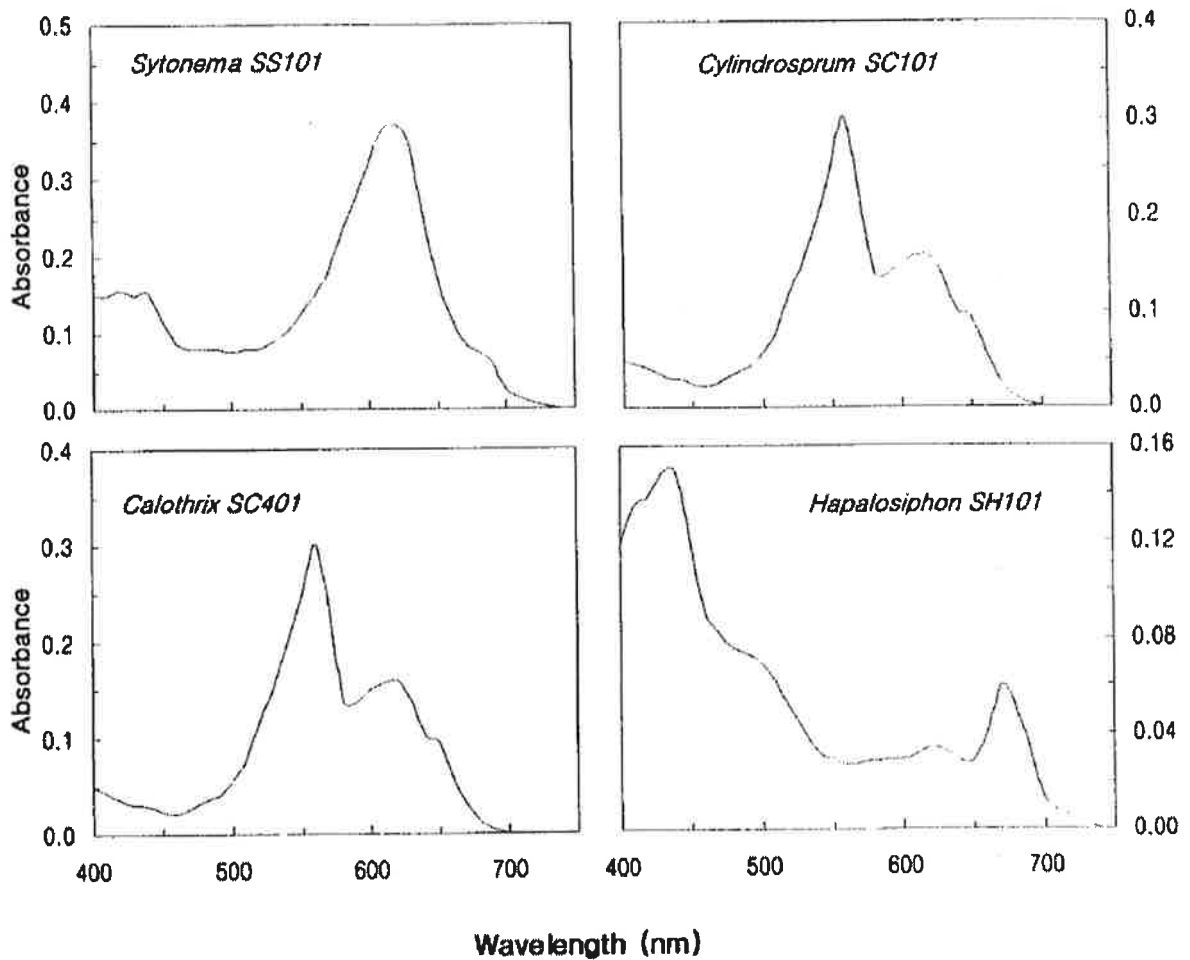 Sytonema SS101
Cylindrosprum SC101
Absorbance
0.5
0.4
0.3
0.2
0.1
0.0
0.4
0.3
0.2
0.1
0.0
Calothrix SC401
Hapalosiphon SH101
Absorbance
0.4
0.3
0.2
0.1
0.0
0.16
0.12
0.08
0.04
0.00
400 500 600 700
400 500 600 700
Wavelength (nm)